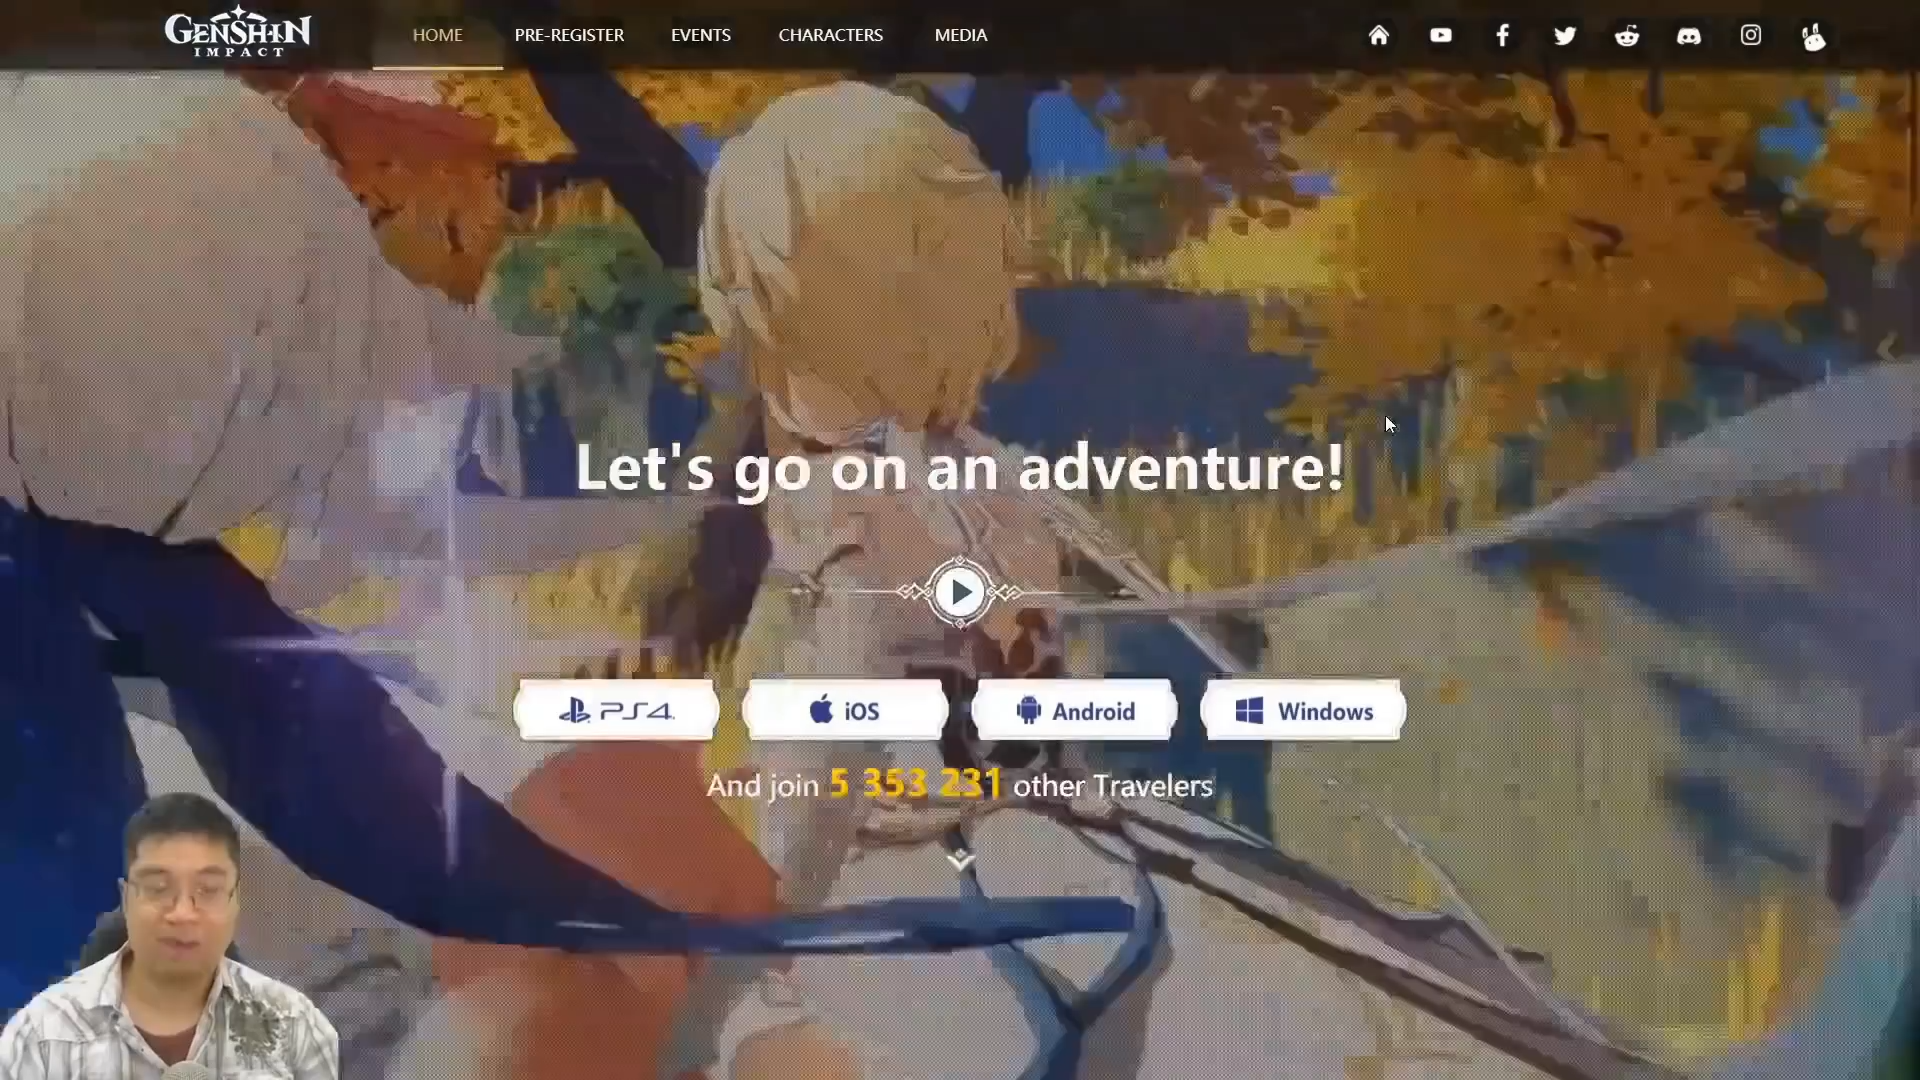 GENSHIN
IMPACT
HOME
PRE-REGISTER
EVENTS
CHARACTERS
MEDIA
Let's go on an adventure!
PS4
iOS
Android
Windows
And join 5 353 231 other Travelers